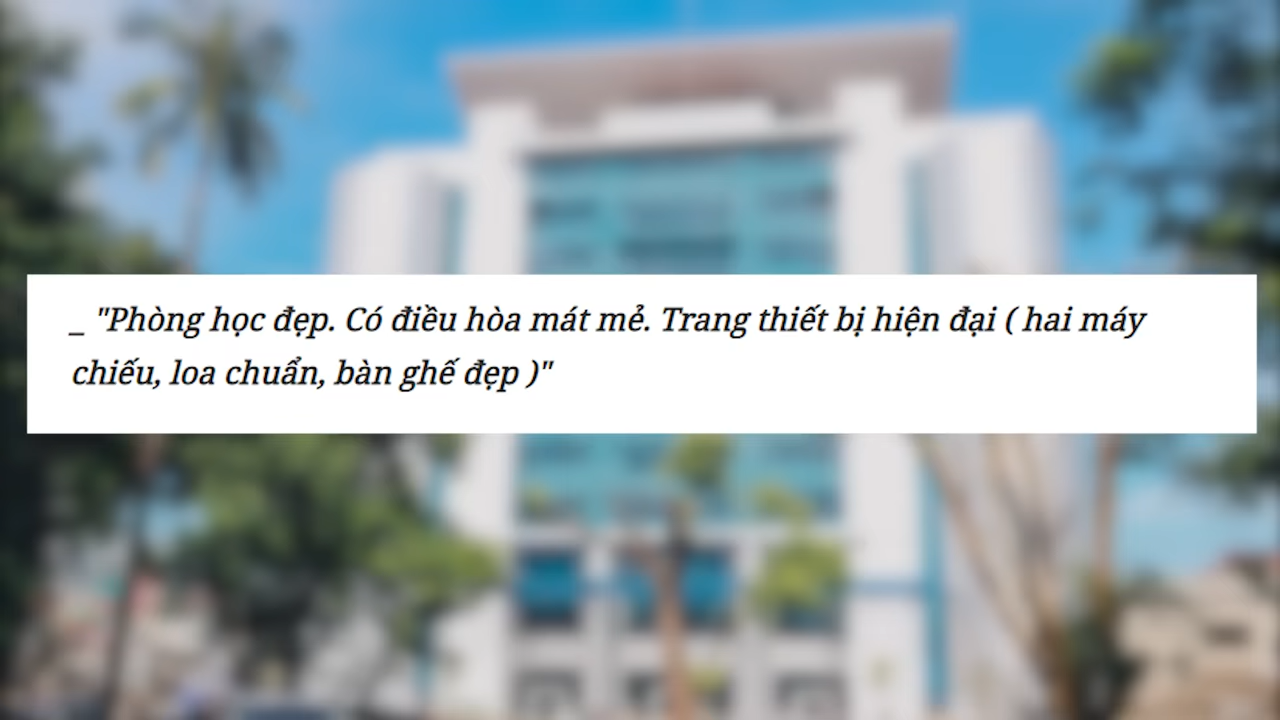 _ "Phòng học đẹp. Có điều hòa mát mẻ. Trang thiết bị hiện đại ( hai máy
chiếu, loa chuẩn, bàn ghế đẹp )"